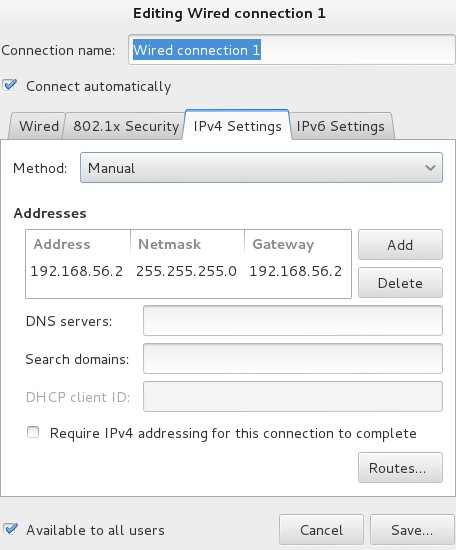 Editing Wired connection 1
Connection name: Wired connection 1
Connect automatically
Wired 802.1x Security IPv4 Settings IPv6 Settings
Method: Manual
Addresses
Address Netmask Gateway Add
192.168.56.2 255.255.255.0 192.168.56.2
Delete
DNS servers:
Search domains:
DHCP client ID:
Require IPv4 addressing for this connection to complete
Routes...
Available to all users Cancel Save...